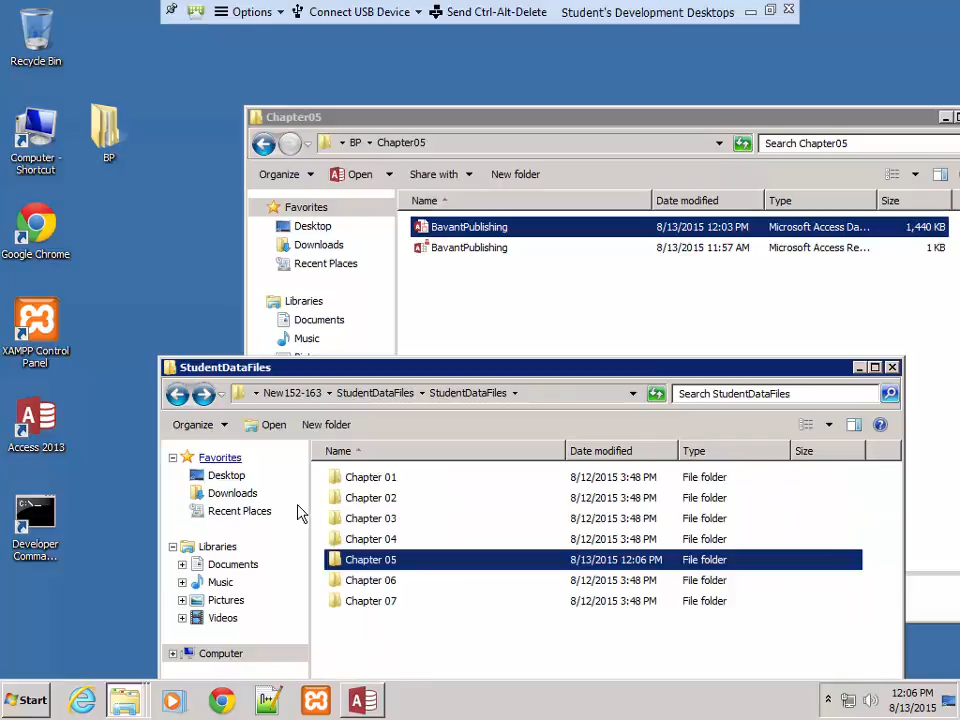 Options
Connect USB Device
Send Ctrl-Alt-Delete
Student's Development Desktops
Recycle Bin
Computer - Shortcut
BP
Google Chrome
XAMPP Control Panel
Access 2013
C:\_
Developer Comma...
Chapter05
BP Chapter05
Search Chapter05
Organize Open Share with New folder
Name Date modified Type Size
Favorites
Desktop
Downloads
Recent Places
Libraries
Documents
Music
BavantPublishing 8/13/2015 12:03 PM Microsoft Access Da... 1,440 KB
BavantPublishing 8/13/2015 11:57 AM Microsoft Access Re... 1 KB
StudentDataFiles
New152-163 StudentDataFiles StudentDataFiles
Search StudentDataFiles
Organize Open New folder
Name Date modified Type Size
Favorites
Desktop
Downloads
Recent Places
Libraries
Documents
Music
Pictures
Videos
Computer
Chapter 01 8/12/2015 3:48 PM File folder
Chapter 02 8/12/2015 3:48 PM File folder
Chapter 03 8/12/2015 3:48 PM File folder
Chapter 04 8/12/2015 3:48 PM File folder
Chapter 05 8/13/2015 12:06 PM File folder
Chapter 06 8/12/2015 3:48 PM File folder
Chapter 07 8/12/2015 3:48 PM File folder
Start
12:06 PM
8/13/2015